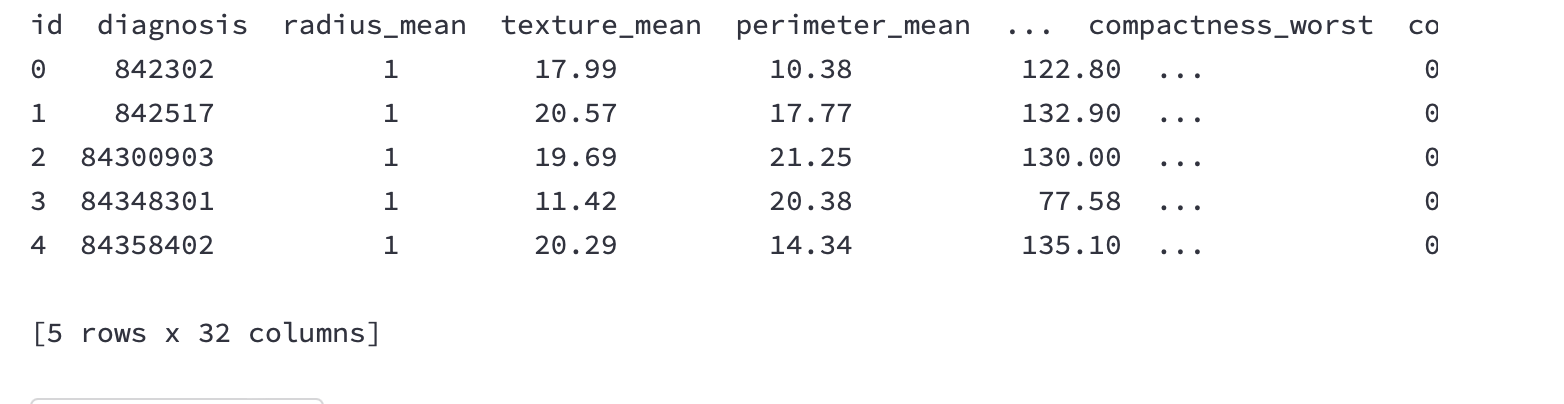 id  diagnosis  radius_mean  texture_mean  perimeter_mean  ...  compactness_worst  co
0    842302          1        17.99         10.38          122.80  ...             0
1    842517          1        20.57         17.77          132.90  ...             0
2  84300903          1        19.69         21.25          130.00  ...             0
3  84348301          1        11.42         20.38           77.58  ...             0
4  84358402          1        20.29         14.34          135.10  ...             0
[5 rows x 32 columns]